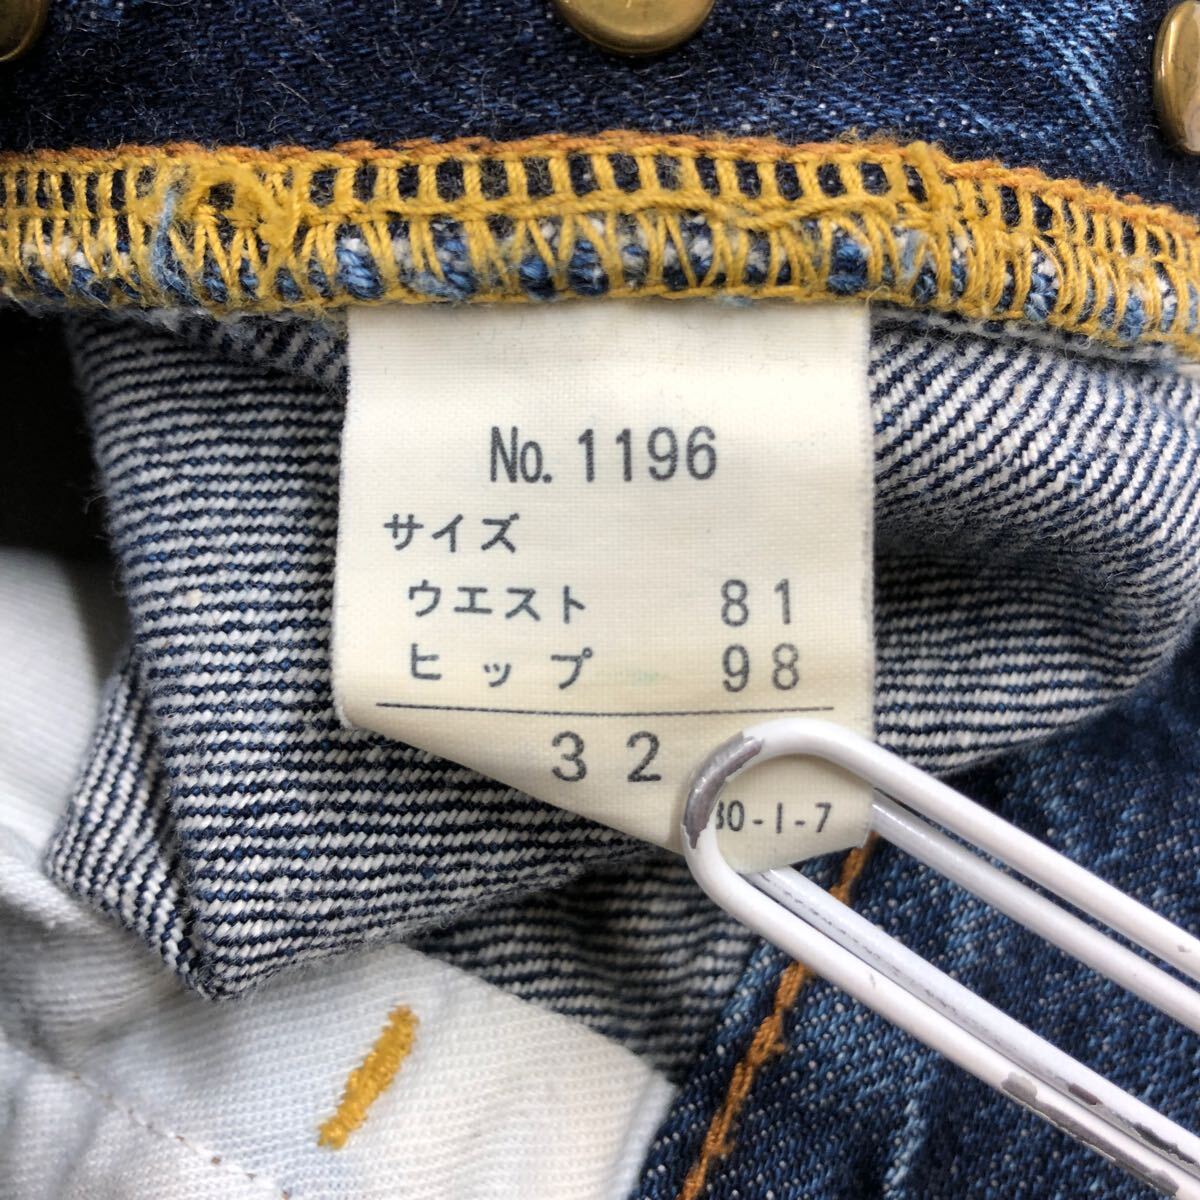 No. 1196
サイズ
ウエスト 81
ヒップ 98
32
30-1-7